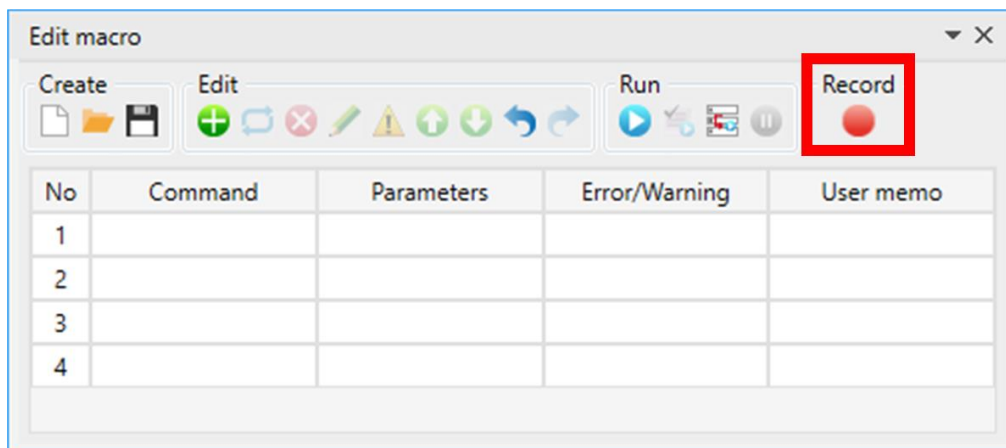 Edit macro
Create Edit Run Record
No Command Parameters Error/Warning User memo
1
2
3
4